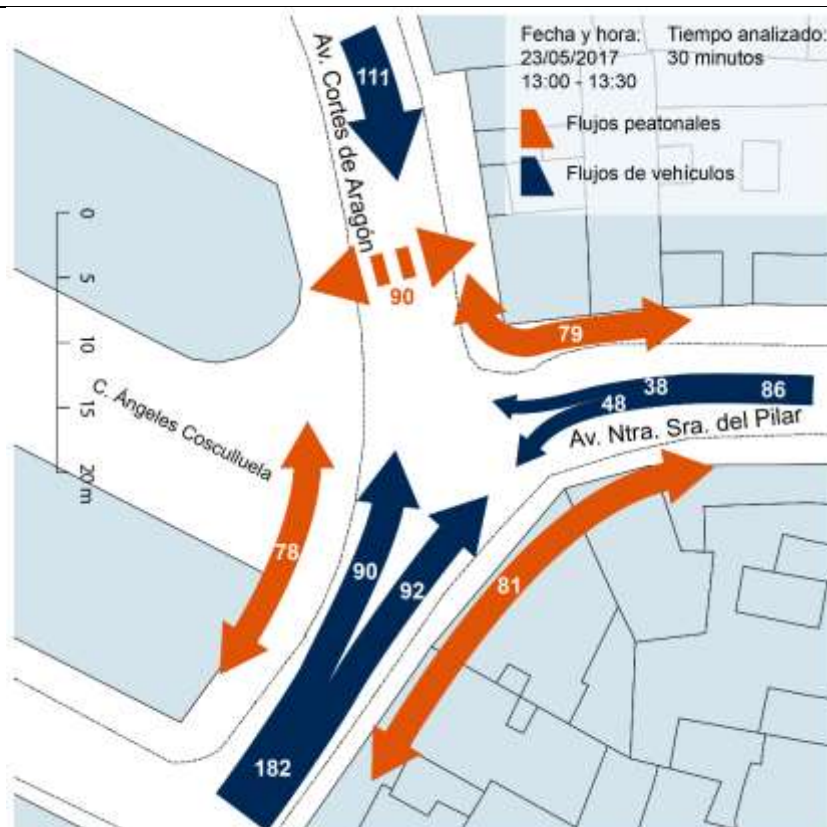 Fecha y hora:
23/05/2017
13:00 - 13:30
Tiempo analizado:
30 minutos
Flujos peatonales
Flujos de vehículos
111
Av. Cortes de Aragón
90
79
38
86
48
Av. Ntra. Sra. del Pilar
0
5
10
15
20 m
C. Ángeles Cosculluela
78
90
92
81
182